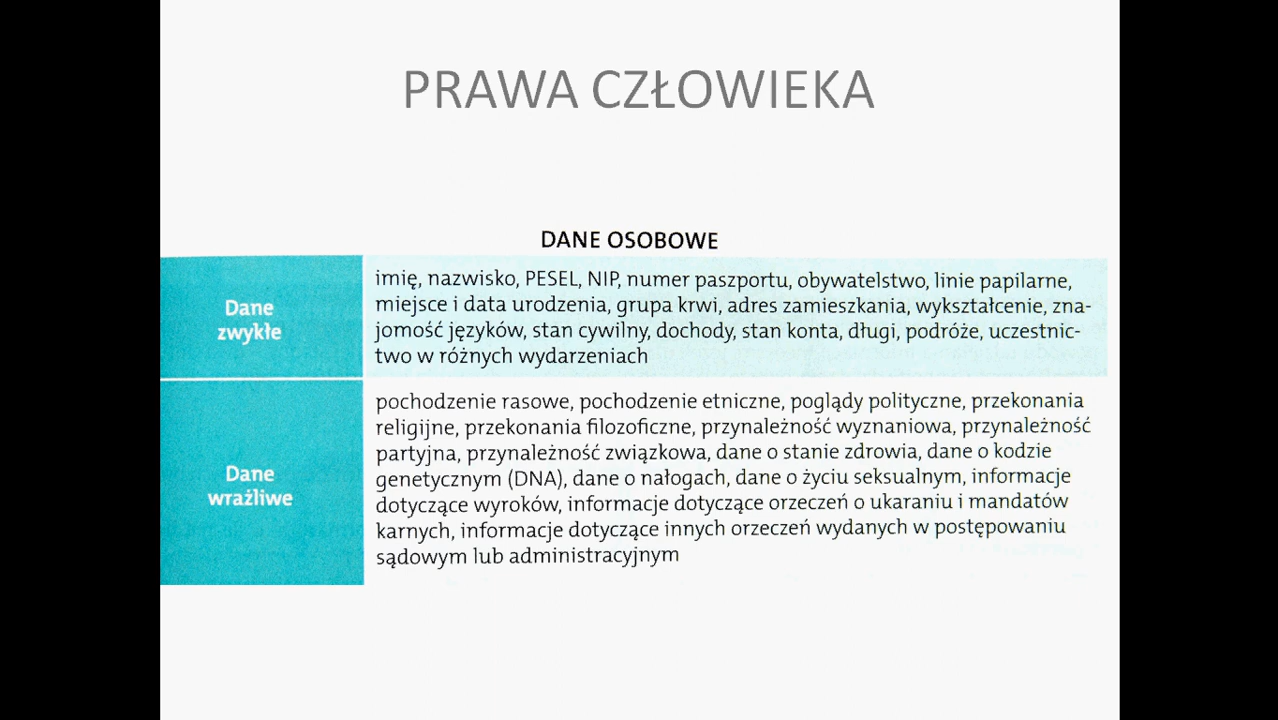 PRAWA CZŁOWIEKA
DANE OSOBOWE
Dane
zwykłe
imię, nazwisko, PESEL, NIP, numer paszportu, obywatelstwo, linie papilarne,
miejsce i data urodzenia, grupa krwi, adres zamieszkania, wykształcenie, zna-
jomość języków, stan cywilny, dochody, stan konta, długi, podróże, uczestnic-
two w różnych wydarzeniach
Dane
wrażliwe
pochodzenie rasowe, pochodzenie etniczne, poglądy polityczne, przekonania
religijne, przekonania filozoficzne, przynależność wyznaniowa, przynależność
partyjna, przynależność związkowa, dane o stanie zdrowia, dane o kodzie
genetycznym (DNA), dane o nałogach, dane o życiu seksualnym, informacje
dotyczące wyroków, informacje dotyczące orzeczeń o ukaraniu i mandatów
karnych, informacje dotyczące innych orzeczeń wydanych w postępowaniu
sądowym lub administracyjnym